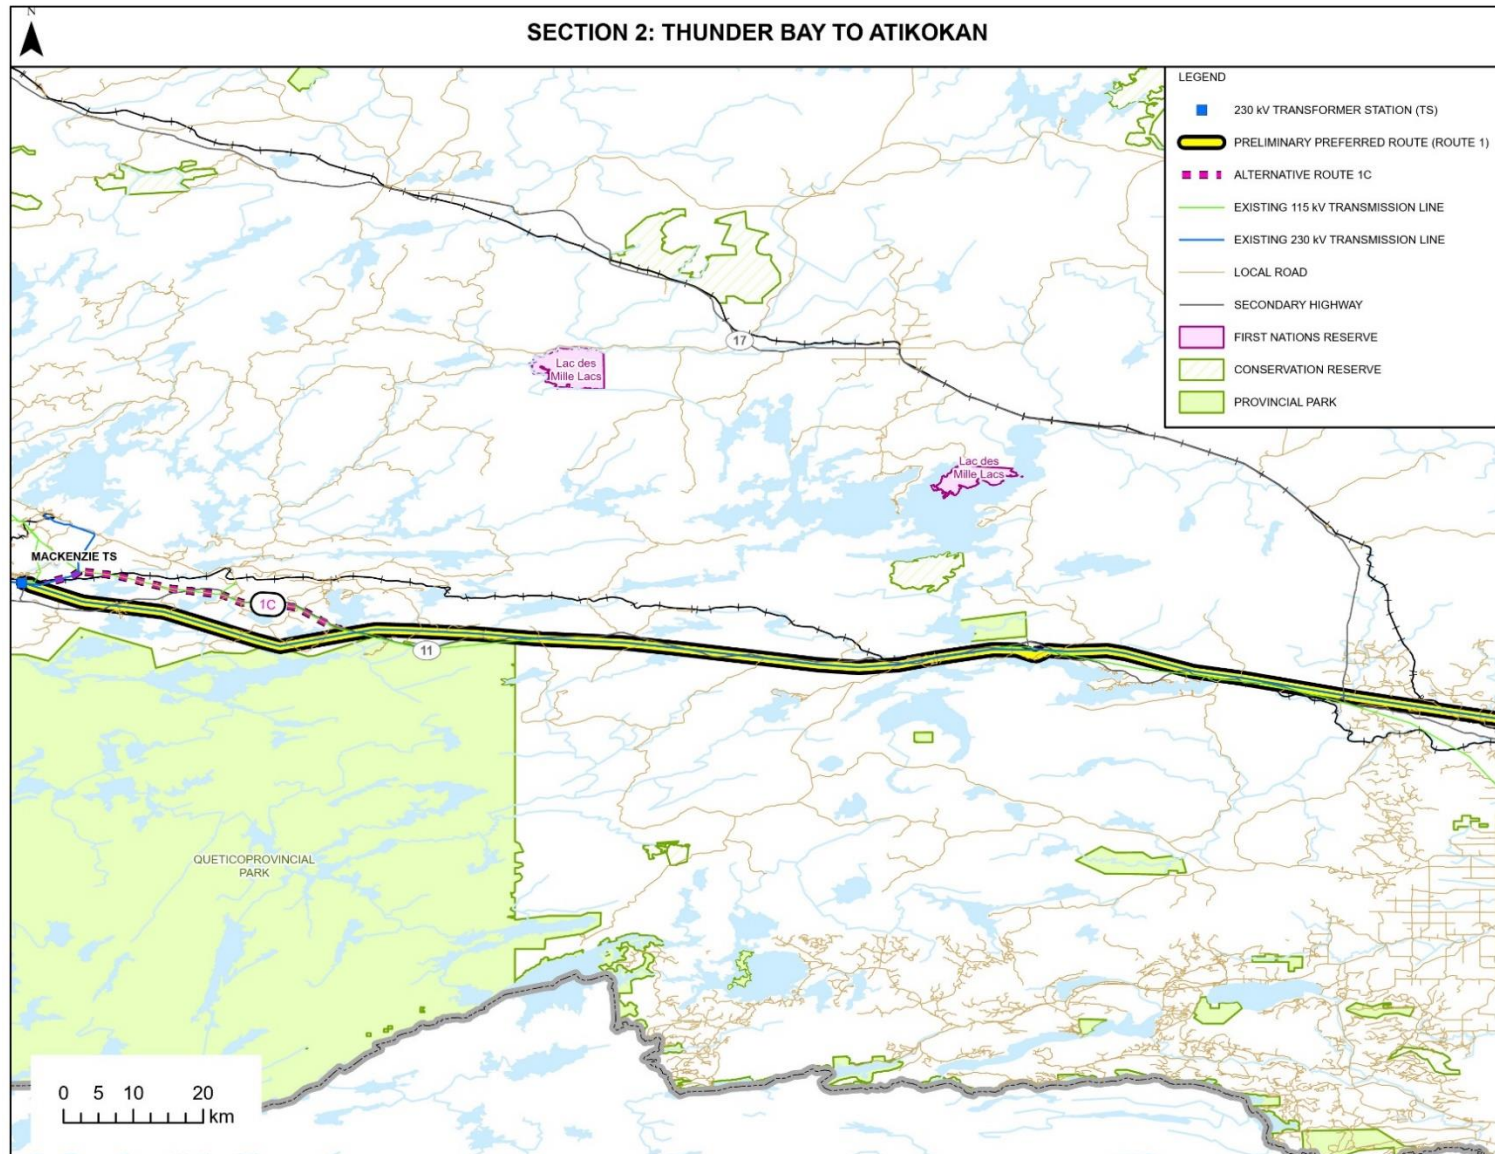 N
SECTION 2: THUNDER BAY TO ATIKOKAN
LEGEND
230 kV TRANSFORMER STATION (TS)
PRELIMINARY PREFERRED ROUTE (ROUTE 1)
ALTERNATIVE ROUTE 1C
EXISTING 115 kV TRANSMISSION LINE
EXISTING 230 kV TRANSMISSION LINE
LOCAL ROAD
SECONDARY HIGHWAY
FIRST NATIONS RESERVE
CONSERVATION RESERVE
PROVINCIAL PARK
17
Lac des
Mille Lacs
Lac des
Mille Lacs
MACKENZIE TS
1C
11
QUETICOPROVINCIAL
PARK
0 5 10 20
km